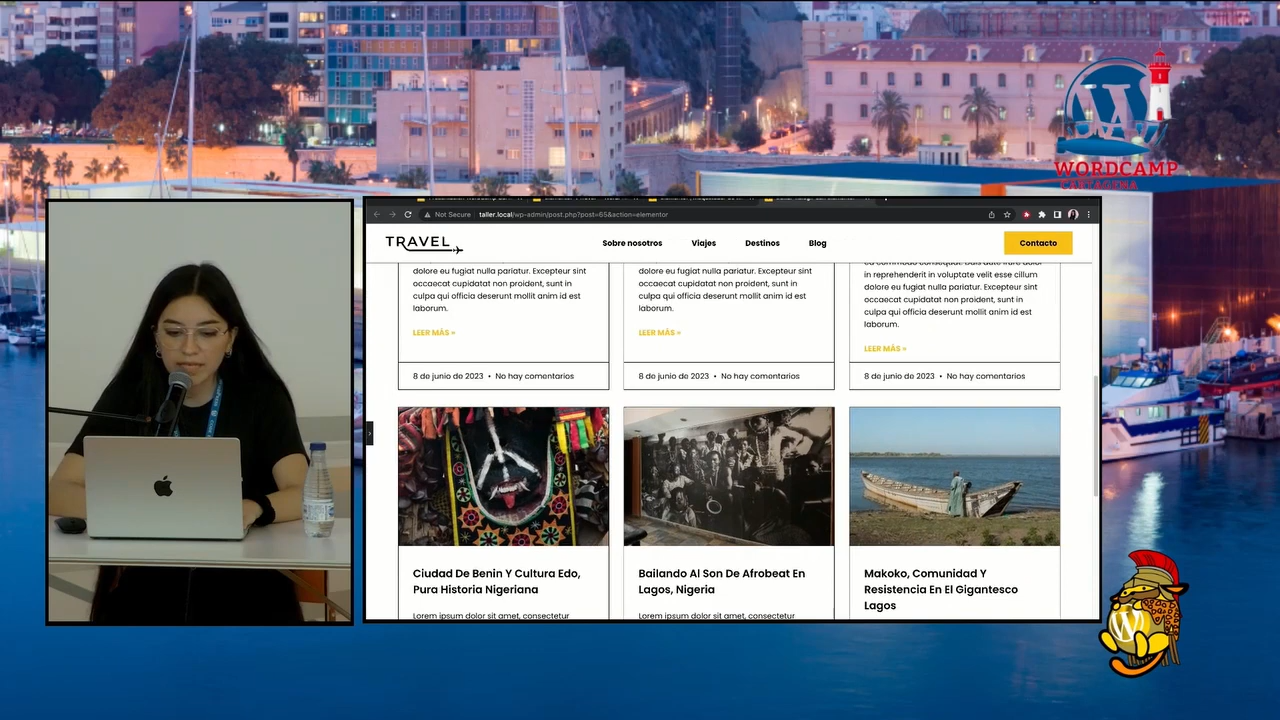 WORDCAMP
CARTAGENA
Not Secure
taller.local/wp-admin/post.php?post=65&action=elementor
TRAVEL
Sobre nosotros
Viajes
Destinos
Blog
Contacto
dolore eu fugiat nulla pariatur. Excepteur sint
occaecat cupidatat non proident, sunt in
culpa qui officia deserunt mollit anim id est
laborum.
LEER MÁS »
8 de junio de 2023 • No hay comentarios
dolore eu fugiat nulla pariatur. Excepteur sint
occaecat cupidatat non proident, sunt in
culpa qui officia deserunt mollit anim id est
laborum.
LEER MÁS »
8 de junio de 2023 • No hay comentarios
ea commodo consequat. Duis aute irure dolor
in reprehenderit in voluptate velit esse cillum
dolore eu fugiat nulla pariatur. Excepteur sint
occaecat cupidatat non proident, sunt in
culpa qui officia deserunt mollit anim id est
laborum.
LEER MÁS »
8 de junio de 2023 • No hay comentarios
Ciudad De Benin Y Cultura Edo,
Pura Historia Nigeriana
Lorem ipsum dolor sit amet, consectetur
Bailando Al Son De Afrobeat En
Lagos, Nigeria
Lorem ipsum dolor sit amet, consectetur
Makoko, Comunidad Y
Resistencia En El Gigantesco
Lagos